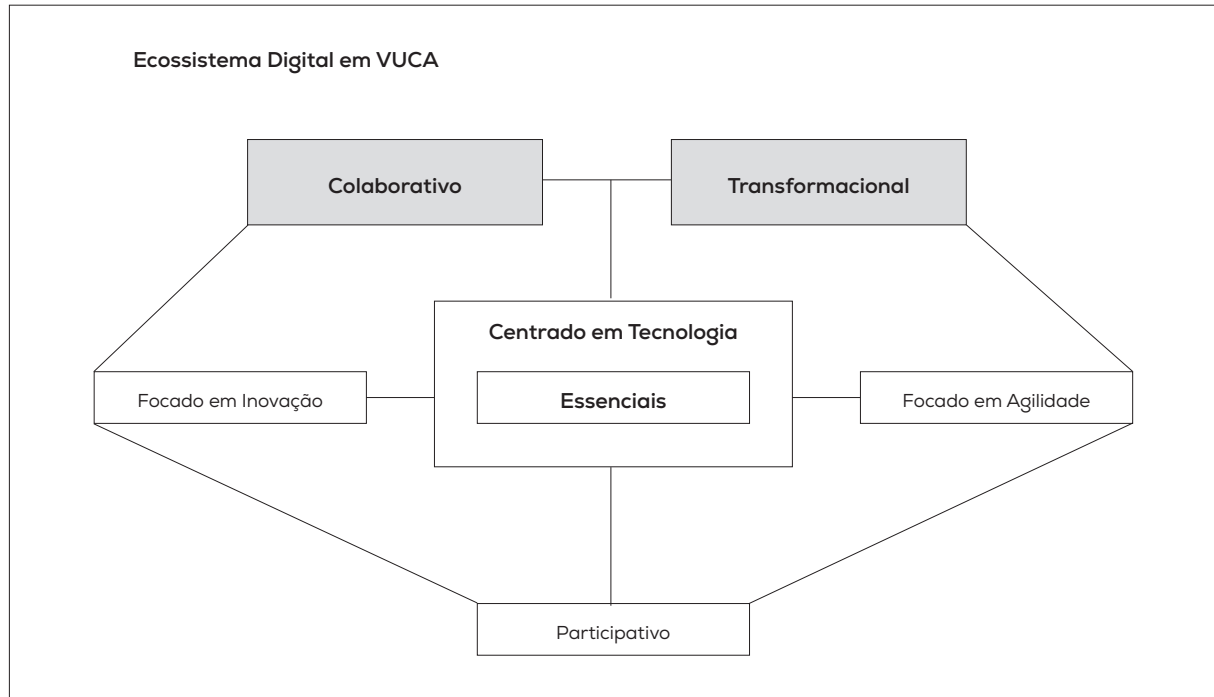 Ecossistema Digital em VUCA
Colaborativo
Transformacional
Centrado em Tecnologia
Focado em Inovação
Essenciais
Focado em Agilidade
Participativo